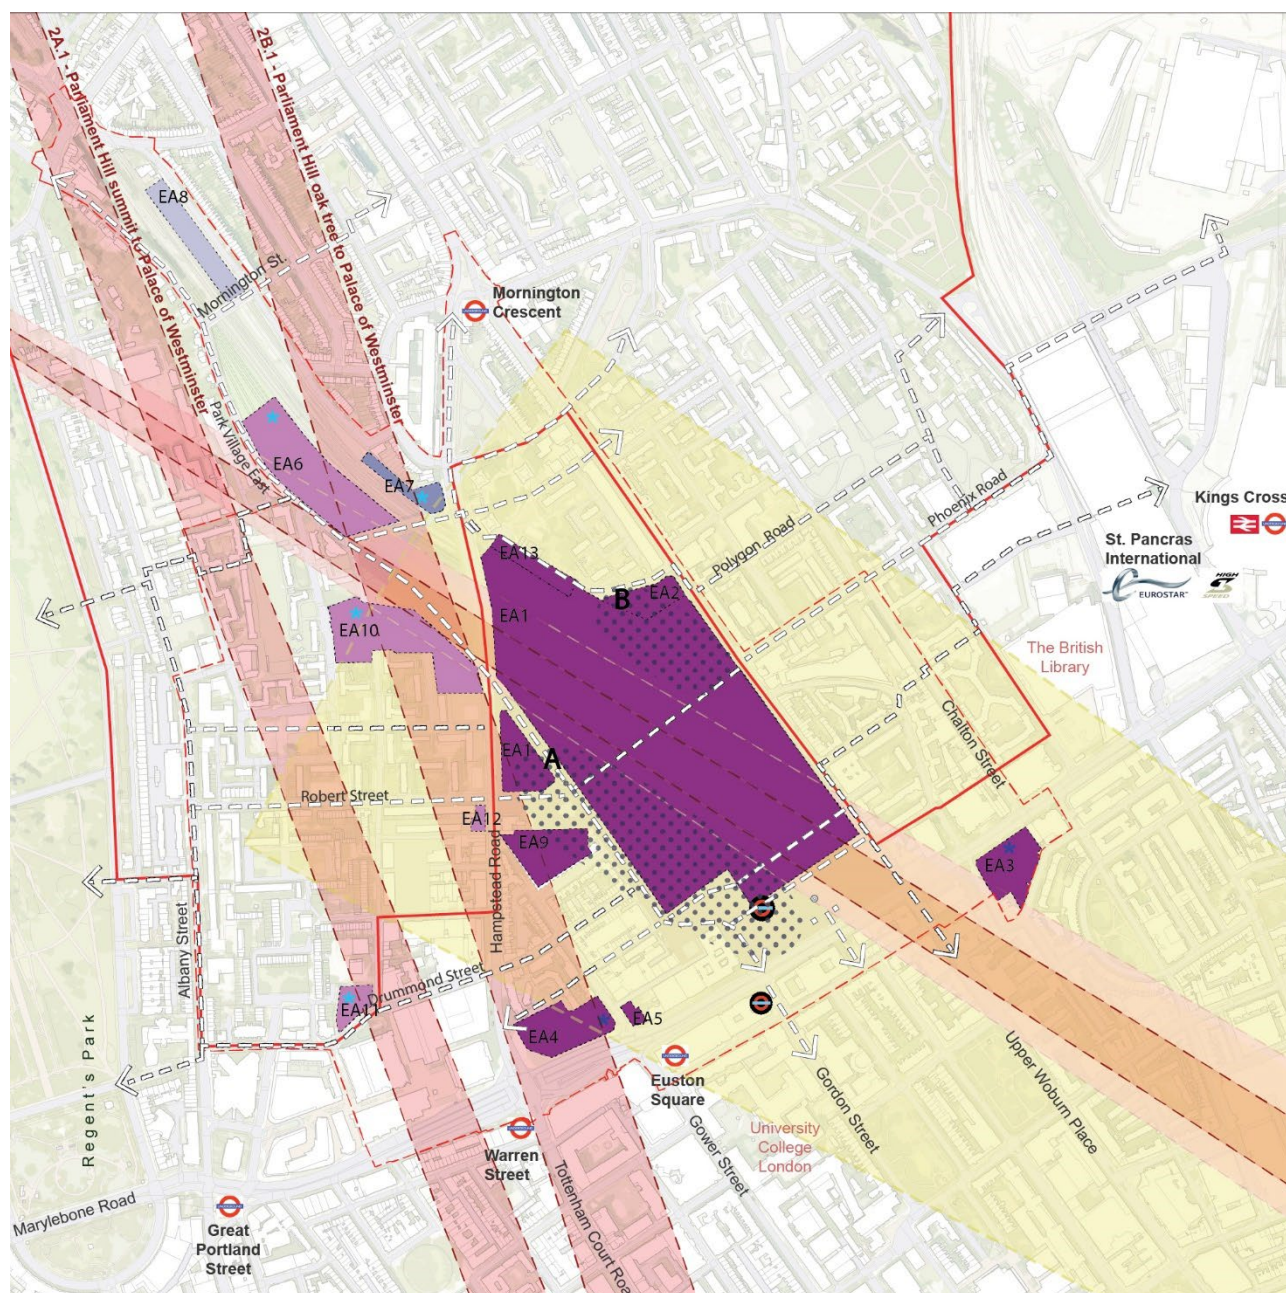 2A.1 - Parliament Hill summit to Palace of Westminster
2B.1 - Parliament Hill oak tree to Palace of Westminster
EA8
Mornington St.
Mornington
Crescent
Park Village East
EA6
EA7
Phoenix Road
Polygon Road
Kings Cross
St. Pancras
International
EUROSTAR
HIGH
SPEED
EA13
EA2
B
EA1
EA10
The British
Library
Chalton Street
EA1
A
Robert Street
EA12
EA9
EA3
Hampstead Road
Albany Street
Drummond Street
EA11
EA4
EA5
Regent's Park
Euston
Square
Upper Woburn Place
Gordon Street
University
College
London
Gower Street
Warren
Street
Tottenham Court Roa
Marylebone Road
Great
Portland
Street